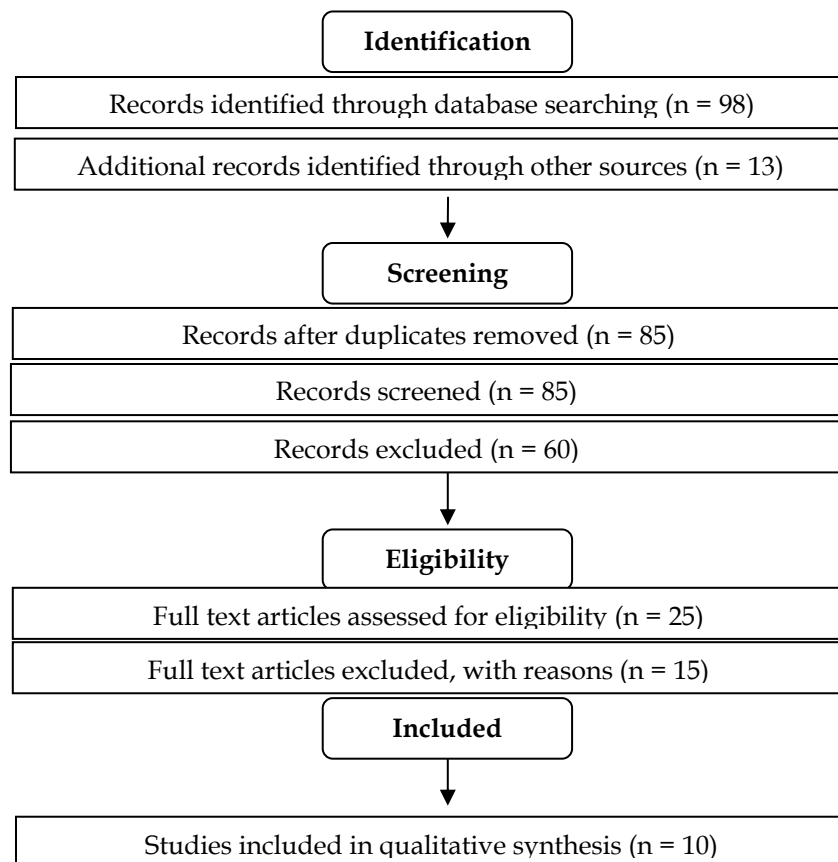 Identification
Records identified through database searching (n = 98)
Additional records identified through other sources (n = 13)
Screening
Records after duplicates removed (n = 85)
Records screened (n = 85)
Records excluded (n = 60)
Eligibility
Full text articles assessed for eligibility (n = 25)
Full text articles excluded, with reasons (n = 15)
Included
Studies included in qualitative synthesis (n = 10)